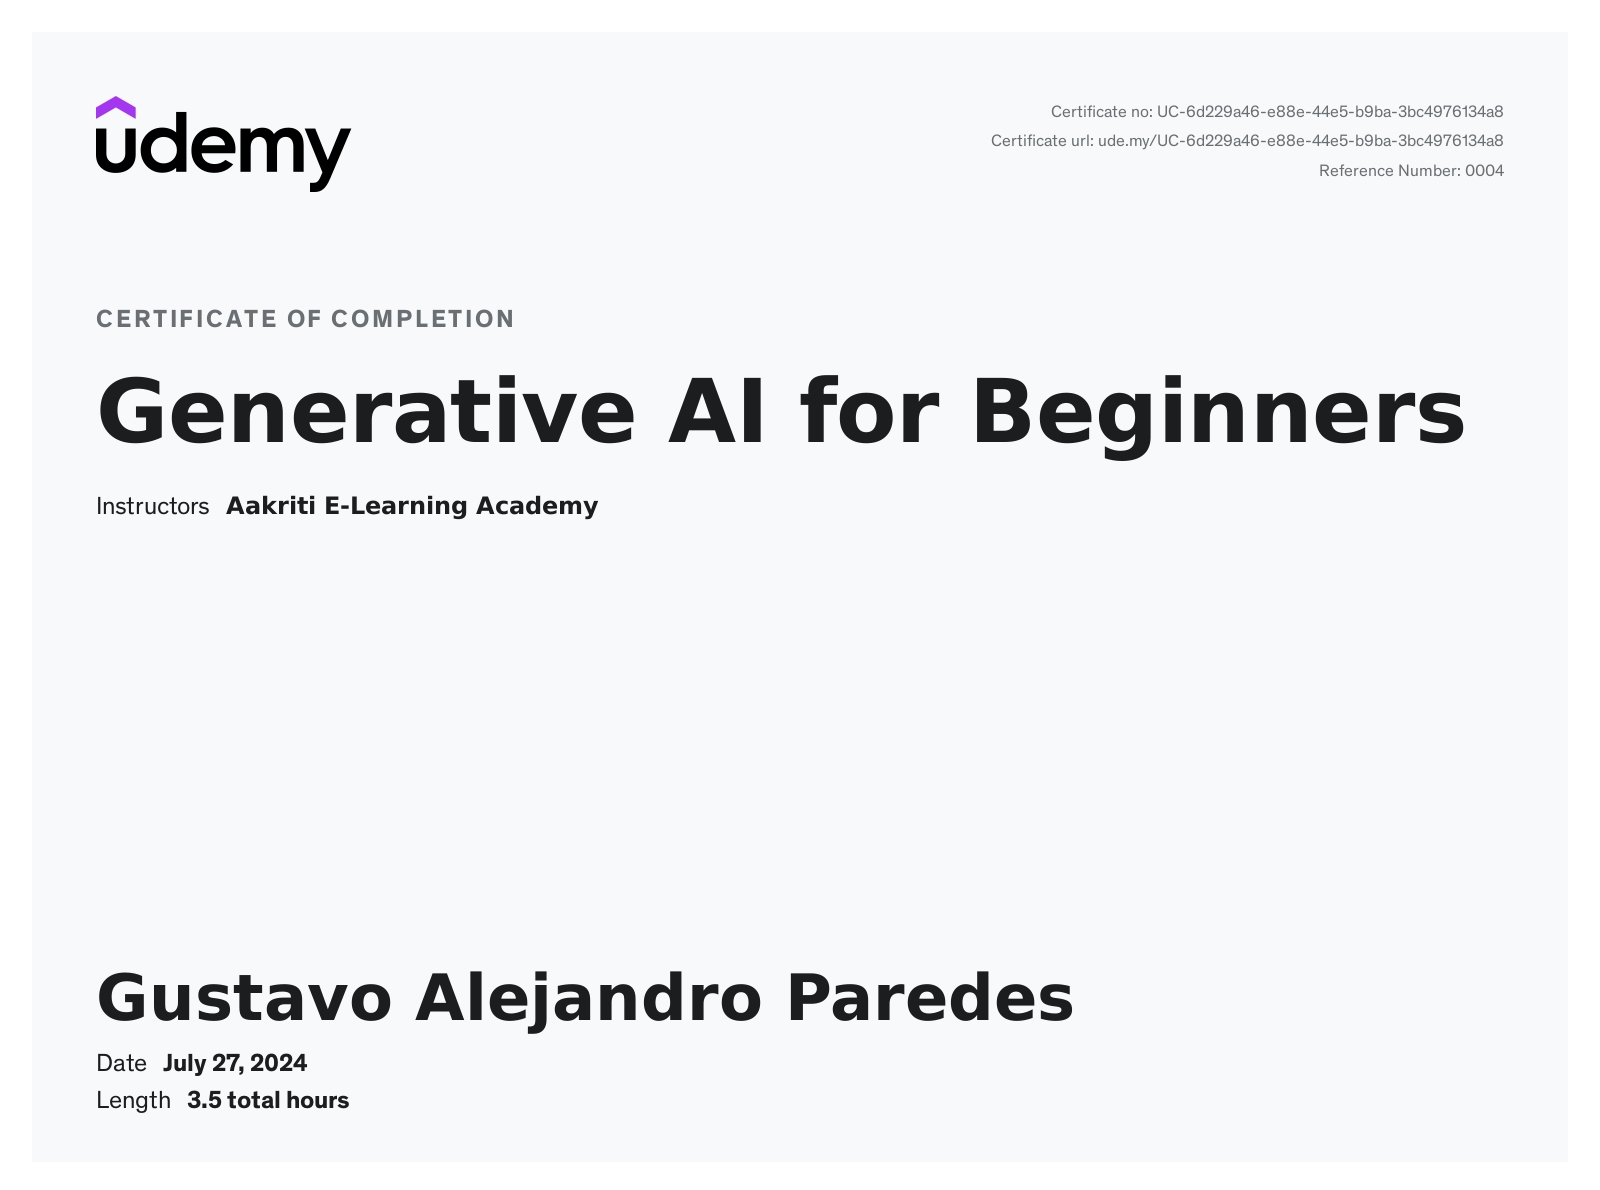 udemy
Certificate no: UC-6d229a46-e88e-44e5-b9ba-3bc4976134a8
Certificate url: ude.my/UC-6d229a46-e88e-44e5-b9ba-3bc4976134a8
Reference Number: 0004
CERTIFICATE OF COMPLETION
Generative AI for Beginners
Instructors Aakriti E-Learning Academy
Gustavo Alejandro Paredes
Date July 27, 2024
Length 3.5 total hours